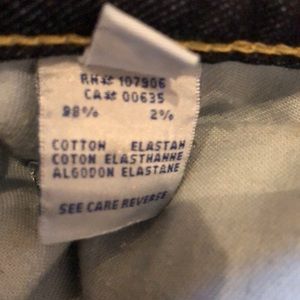 RN# 107906
CA# 00635
98% 2%
COTTON ELASTAN
COTON ELASTHANNE
ALGODON ELASTANE
SEE CARE REVERSE